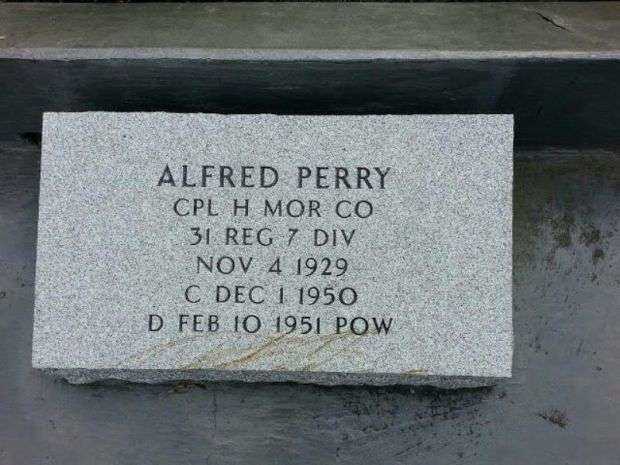 ALFRED PERRY
CPL H MOR CO
31 REG 7 DIV
NOV 4 1929
C DEC 1 1950
D FEB 10 1951 POW